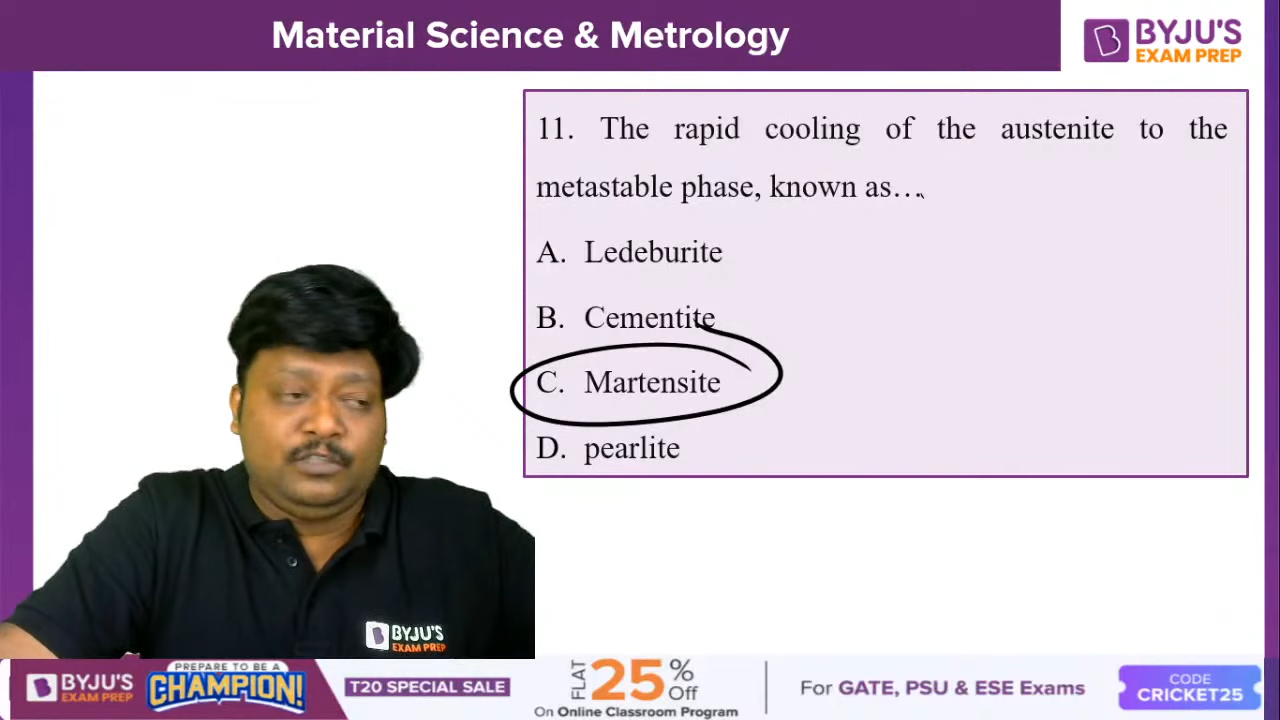 Material Science & Metrology
BYJU'S
EXAM PREP
11. The rapid cooling of the austenite to the
metastable phase, known as…
A. Ledeburite
B. Cementite
C. Martensite
D. pearlite
BYJU'S
EXAM PREP
BYJU'S
EXAM PREP
PREPARE TO BE A
CHAMPION!
T20 SPECIAL SALE
FLAT 25% Off
On Online Classroom Program
For GATE, PSU & ESE Exams
CODE
CRICKET25